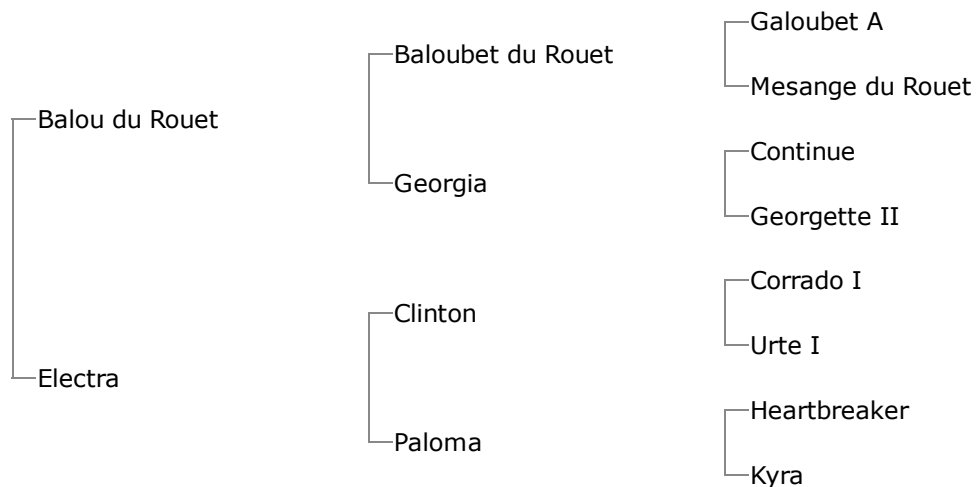 Galoubet A
Baloubet du Rouet
Mesange du Rouet
Balou du Rouet
Continue
Georgia
Georgette II
Corrado I
Clinton
Urte I
Electra
Heartbreaker
Paloma
Kyra